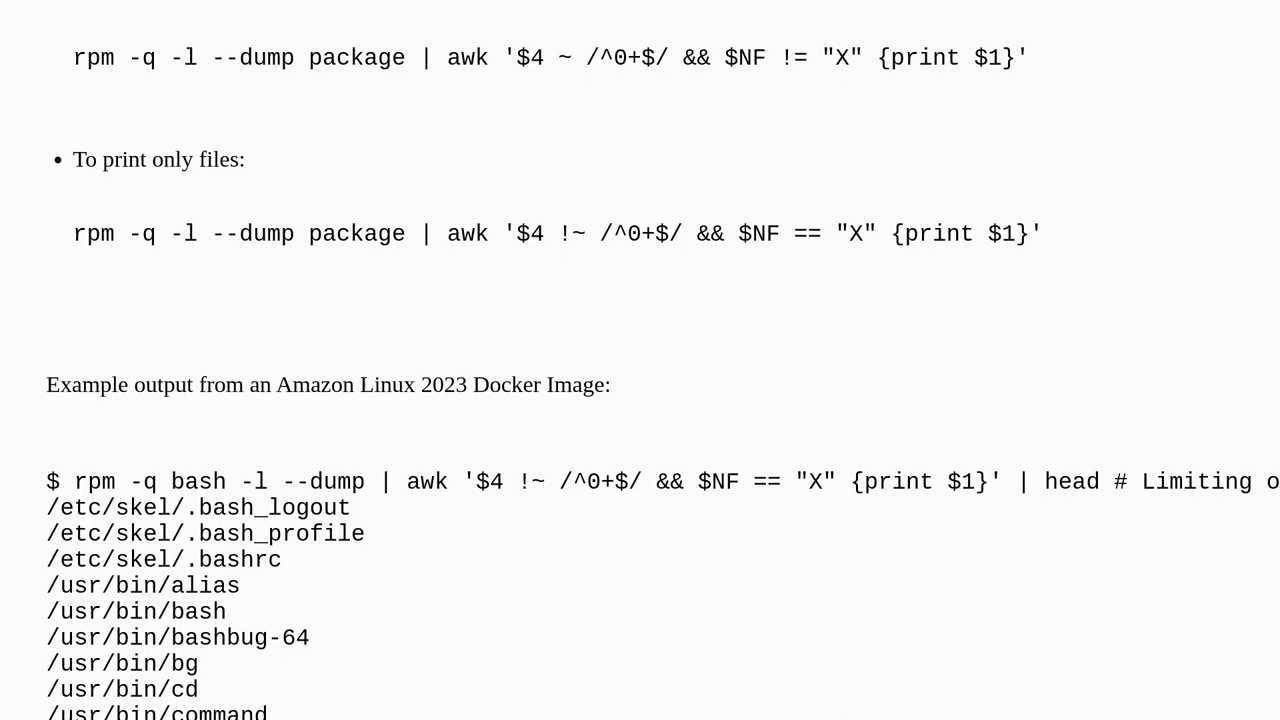 rpm -q -l --dump package | awk '$4 ~ /^0+$/ && $NF != "X" {print $1}'
• To print only files:
rpm -q -l --dump package | awk '$4 !~ /^0+$/ && $NF == "X" {print $1}'
Example output from an Amazon Linux 2023 Docker Image:
$ rpm -q bash -l --dump | awk '$4 !~ /^0+$/ && $NF == "X" {print $1}' | head # Limiting o
/etc/skel/.bash_logout
/etc/skel/.bash_profile
/etc/skel/.bashrc
/usr/bin/alias
/usr/bin/bash
/usr/bin/bashbug-64
/usr/bin/bg
/usr/bin/cd
/usr/bin/command